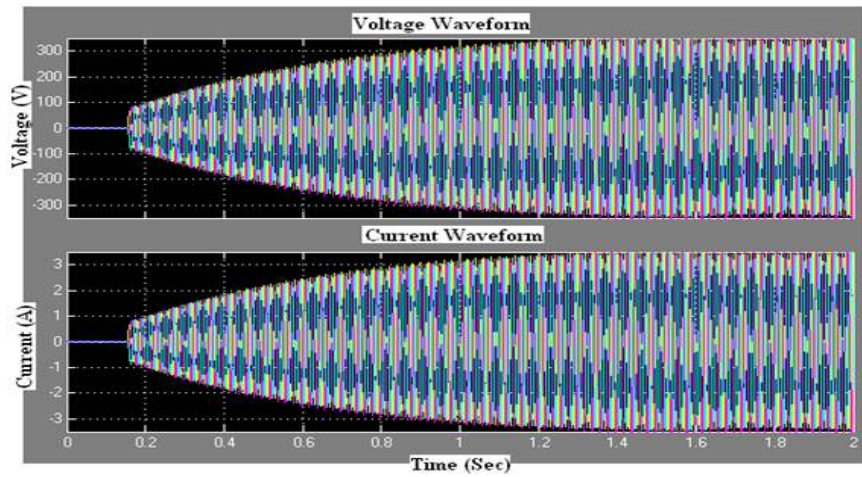 Voltage Waveform
Voltage (V)
300
200
100
0
-100
-200
-300
Current Waveform
Current (A)
3
2
1
0
-1
-2
-3
0 0.2 0.4 0.6 0.8 1 1.2 1.4 1.6 1.8 2
Time (Sec)